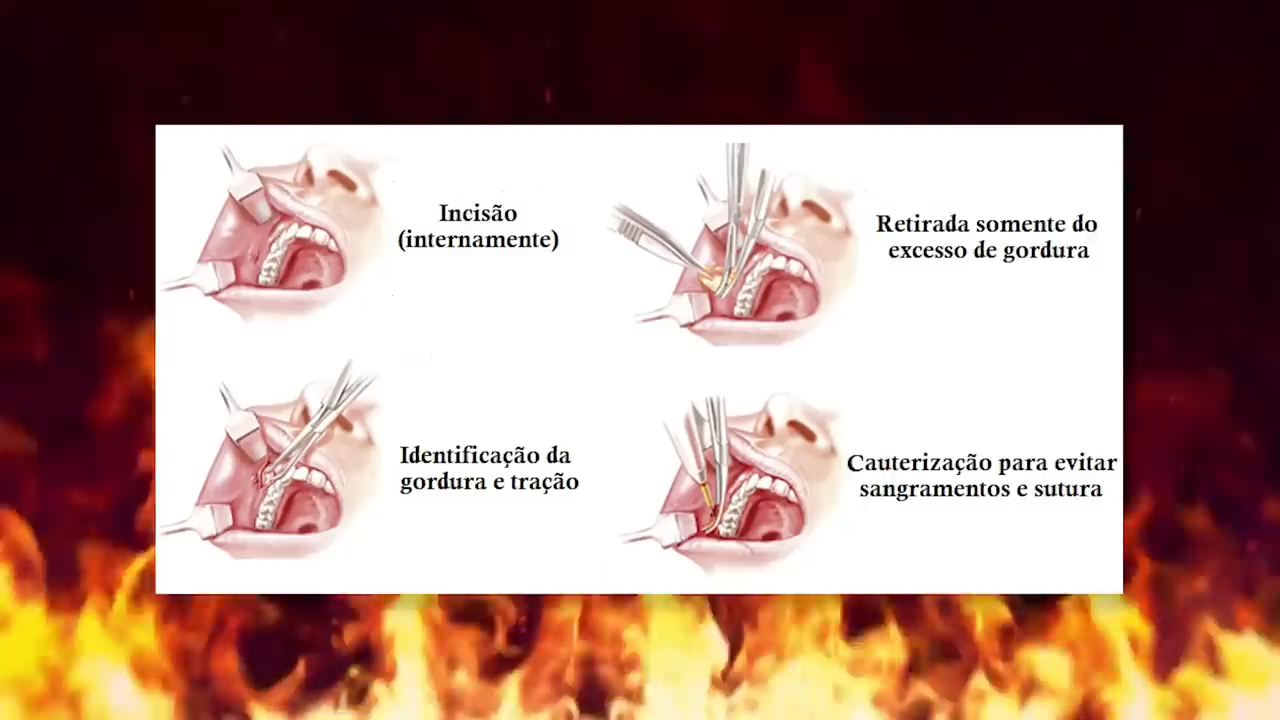 Incisão
(internamente)
Identificação da
gordura e tração
Retirada somente do
excesso de gordura
Cauterização para evitar
sangramentos e sutura